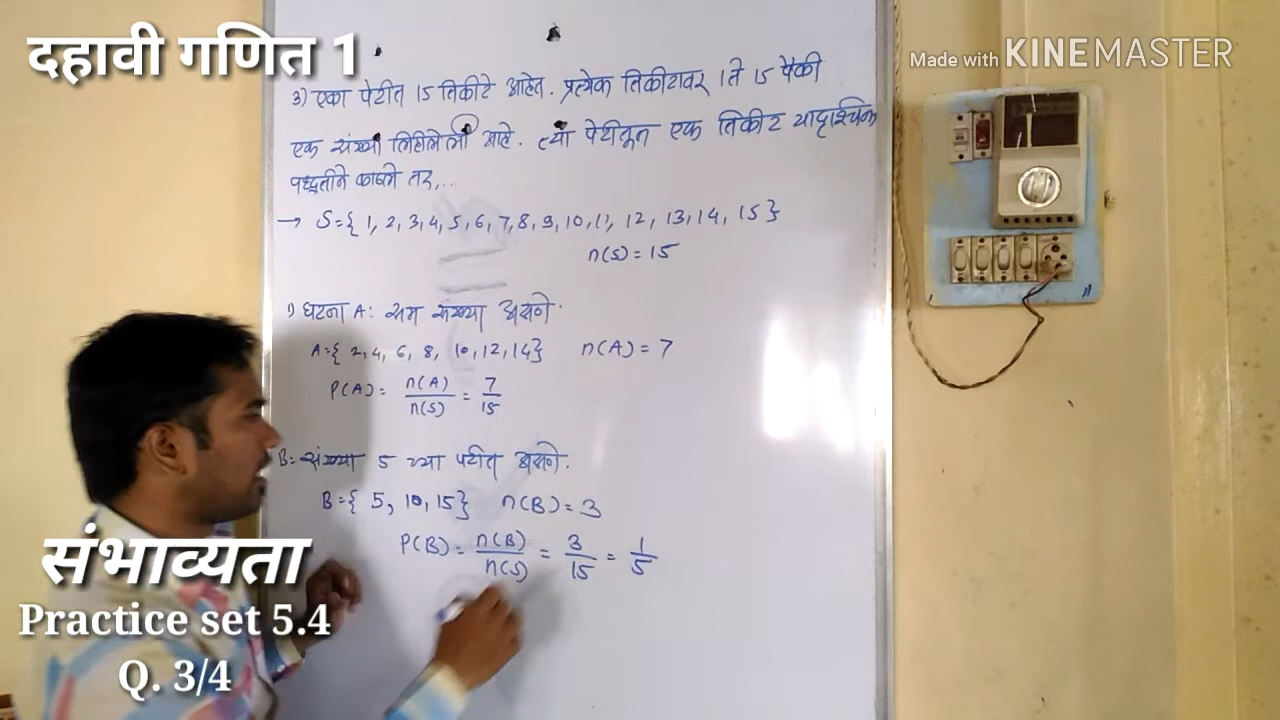 दहावी गणित 1
Made with KINEMASTER
3) एका पेटीत 15 तिकीटे आहेत. प्रत्येक तिकीटावर 1 ते 15 पैकी
एक संख्या लिहिलेली आहे. त्या पेटीतून एक तिकीट यादृच्छिक
पध्दतीने काढले तर,...
→ S={ 1, 2, 3, 4, 5, 6, 7, 8, 9, 10, 11, 12, 13, 14, 15 }
n(S) = 15
1) घटना A: सम संख्या असणे.
A={ 2, 4, 6, 8, 10, 12, 14} n(A) = 7
P(A) = n(A)/n(S) = 7/15
B= संख्या 5 च्या पटीत असणे.
B={ 5, 10, 15} n(B) = 3
P(B) = n(B)/n(S) = 3/15 = 1/5
संभाव्यता
Practice set 5.4
Q. 3/4